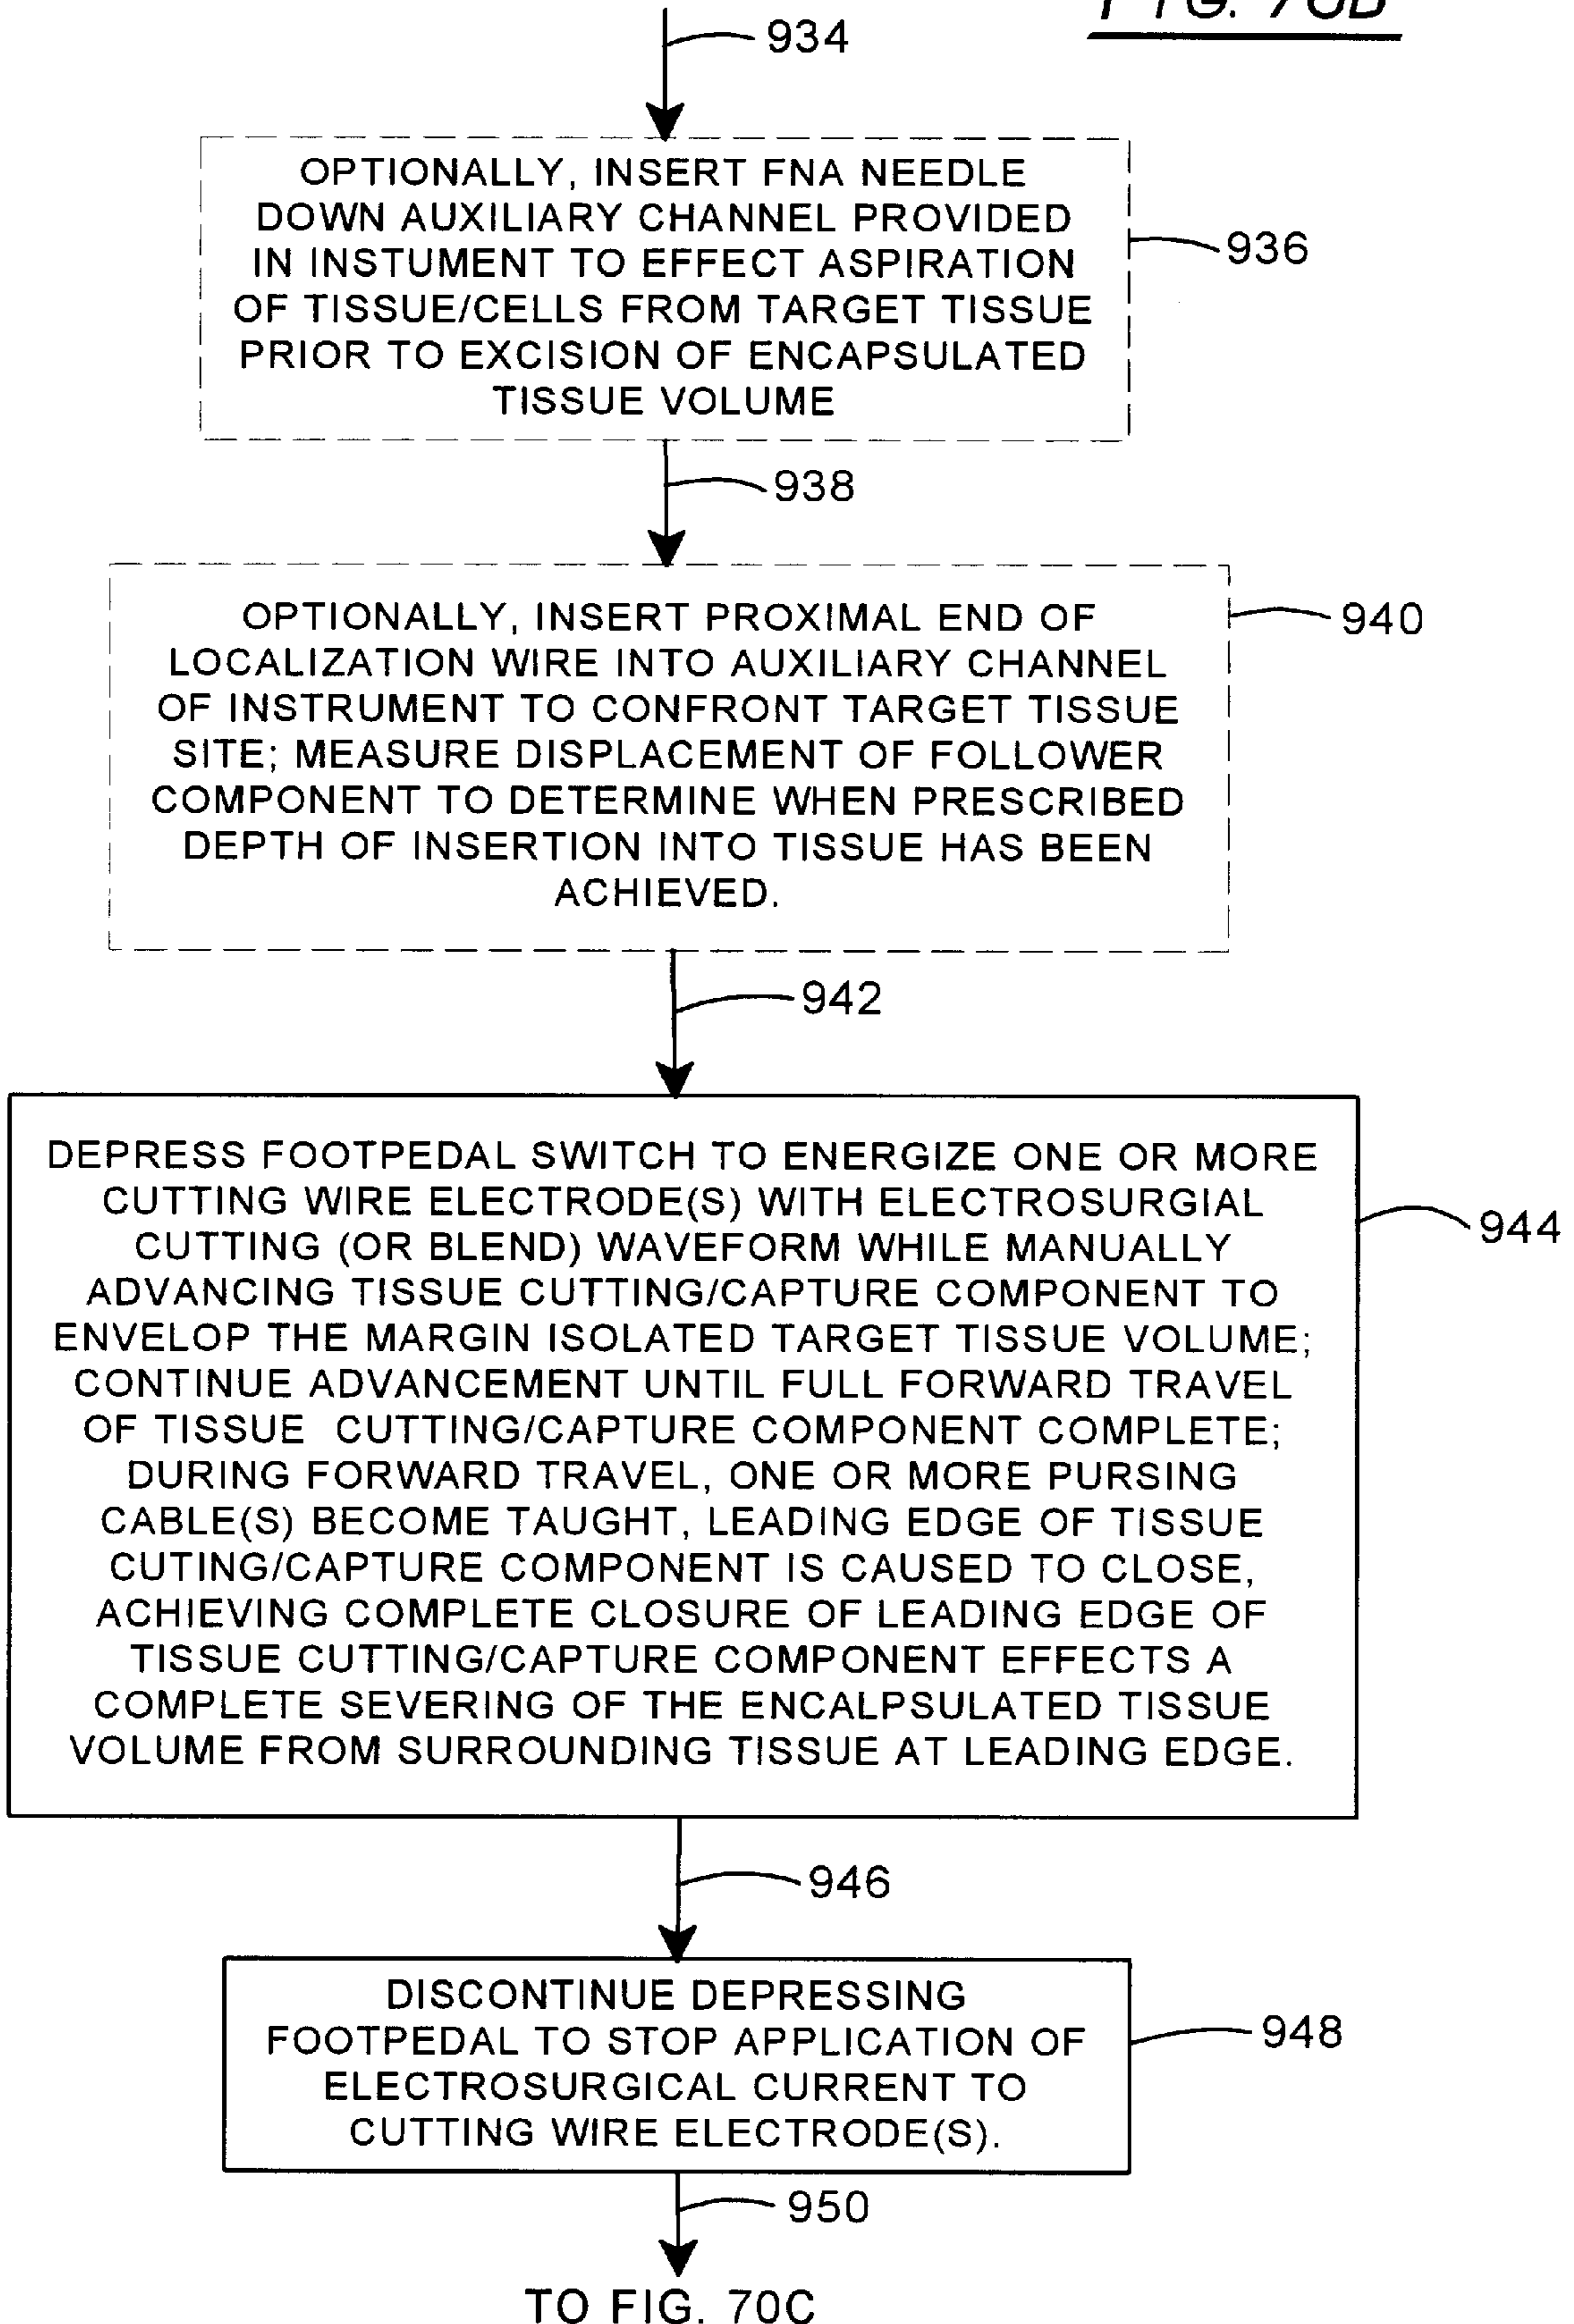 FIG. 70B
934
OPTIONALLY, INSERT FNA NEEDLE
DOWN AUXILIARY CHANNEL PROVIDED
IN INSTUMENT TO EFFECT ASPIRATION
OF TISSUE/CELLS FROM TARGET TISSUE
PRIOR TO EXCISION OF ENCAPSULATED
TISSUE VOLUME
936
938
OPTIONALLY, INSERT PROXIMAL END OF
LOCALIZATION WIRE INTO AUXILIARY CHANNEL
OF INSTRUMENT TO CONFRONT TARGET TISSUE
SITE; MEASURE DISPLACEMENT OF FOLLOWER
COMPONENT TO DETERMINE WHEN PRESCRIBED
DEPTH OF INSERTION INTO TISSUE HAS BEEN
ACHIEVED.
940
942
DEPRESS FOOTPEDAL SWITCH TO ENERGIZE ONE OR MORE
CUTTING WIRE ELECTRODE(S) WITH ELECTROSURGIAL
CUTTING (OR BLEND) WAVEFORM WHILE MANUALLY
ADVANCING TISSUE CUTTING/CAPTURE COMPONENT TO
ENVELOP THE MARGIN ISOLATED TARGET TISSUE VOLUME;
CONTINUE ADVANCEMENT UNTIL FULL FORWARD TRAVEL
OF TISSUE CUTTING/CAPTURE COMPONENT COMPLETE;
DURING FORWARD TRAVEL, ONE OR MORE PURSING
CABLE(S) BECOME TAUGHT, LEADING EDGE OF TISSUE
CUTING/CAPTURE COMPONENT IS CAUSED TO CLOSE,
ACHIEVING COMPLETE CLOSURE OF LEADING EDGE OF
TISSUE CUTTING/CAPTURE COMPONENT EFFECTS A
COMPLETE SEVERING OF THE ENCALPSULATED TISSUE
VOLUME FROM SURROUNDING TISSUE AT LEADING EDGE.
944
946
DISCONTINUE DEPRESSING
FOOTPEDAL TO STOP APPLICATION OF
ELECTROSURGICAL CURRENT TO
CUTTING WIRE ELECTRODE(S).
948
950
TO FIG. 70C